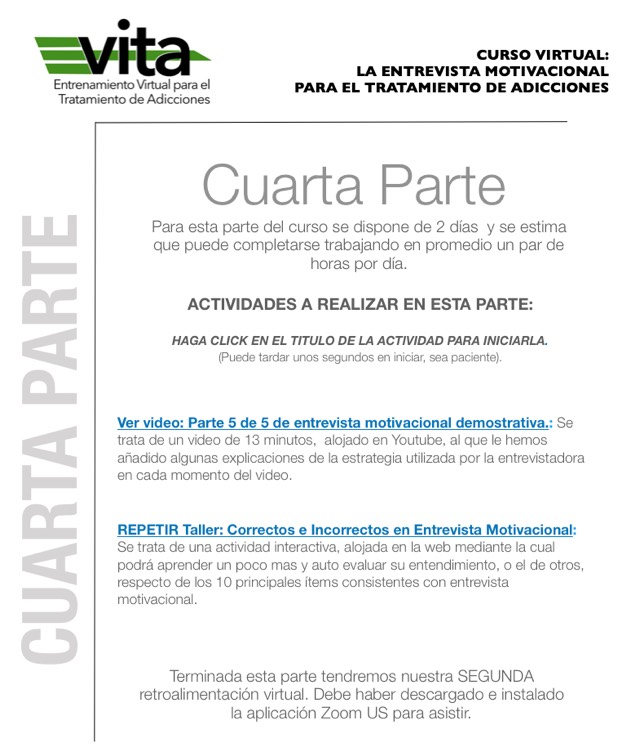 vita
Entrenamiento Virtual para el
Tratamiento de Adicciones
CURSO VIRTUAL:
LA ENTREVISTA MOTIVACIONAL
PARA EL TRATAMIENTO DE ADICCIONES
CUARTA PARTE
Cuarta Parte
Para esta parte del curso se dispone de 2 días y se estima
que puede completarse trabajando en promedio un par de
horas por día.
ACTIVIDADES A REALIZAR EN ESTA PARTE:
HAGA CLICK EN EL TITULO DE LA ACTIVIDAD PARA INICIARLA.
(Puede tardar unos segundos en iniciar, sea paciente).
Ver video: Parte 5 de 5 de entrevista motivacional demostrativa.: Se
trata de un video de 13 minutos, alojado en Youtube, al que le hemos
añadido algunas explicaciones de la estrategia utilizada por la entrevistadora
en cada momento del video.
REPETIR Taller: Correctos e Incorrectos en Entrevista Motivacional:
Se trata de una actividad interactiva, alojada en la web mediante la cual
podrá aprender un poco mas y auto evaluar su entendimiento, o el de otros,
respecto de los 10 principales ítems consistentes con entrevista
motivacional.
Terminada esta parte tendremos nuestra SEGUNDA
retroalimentación virtual. Debe haber descargado e instalado
la aplicación Zoom US para asistir.